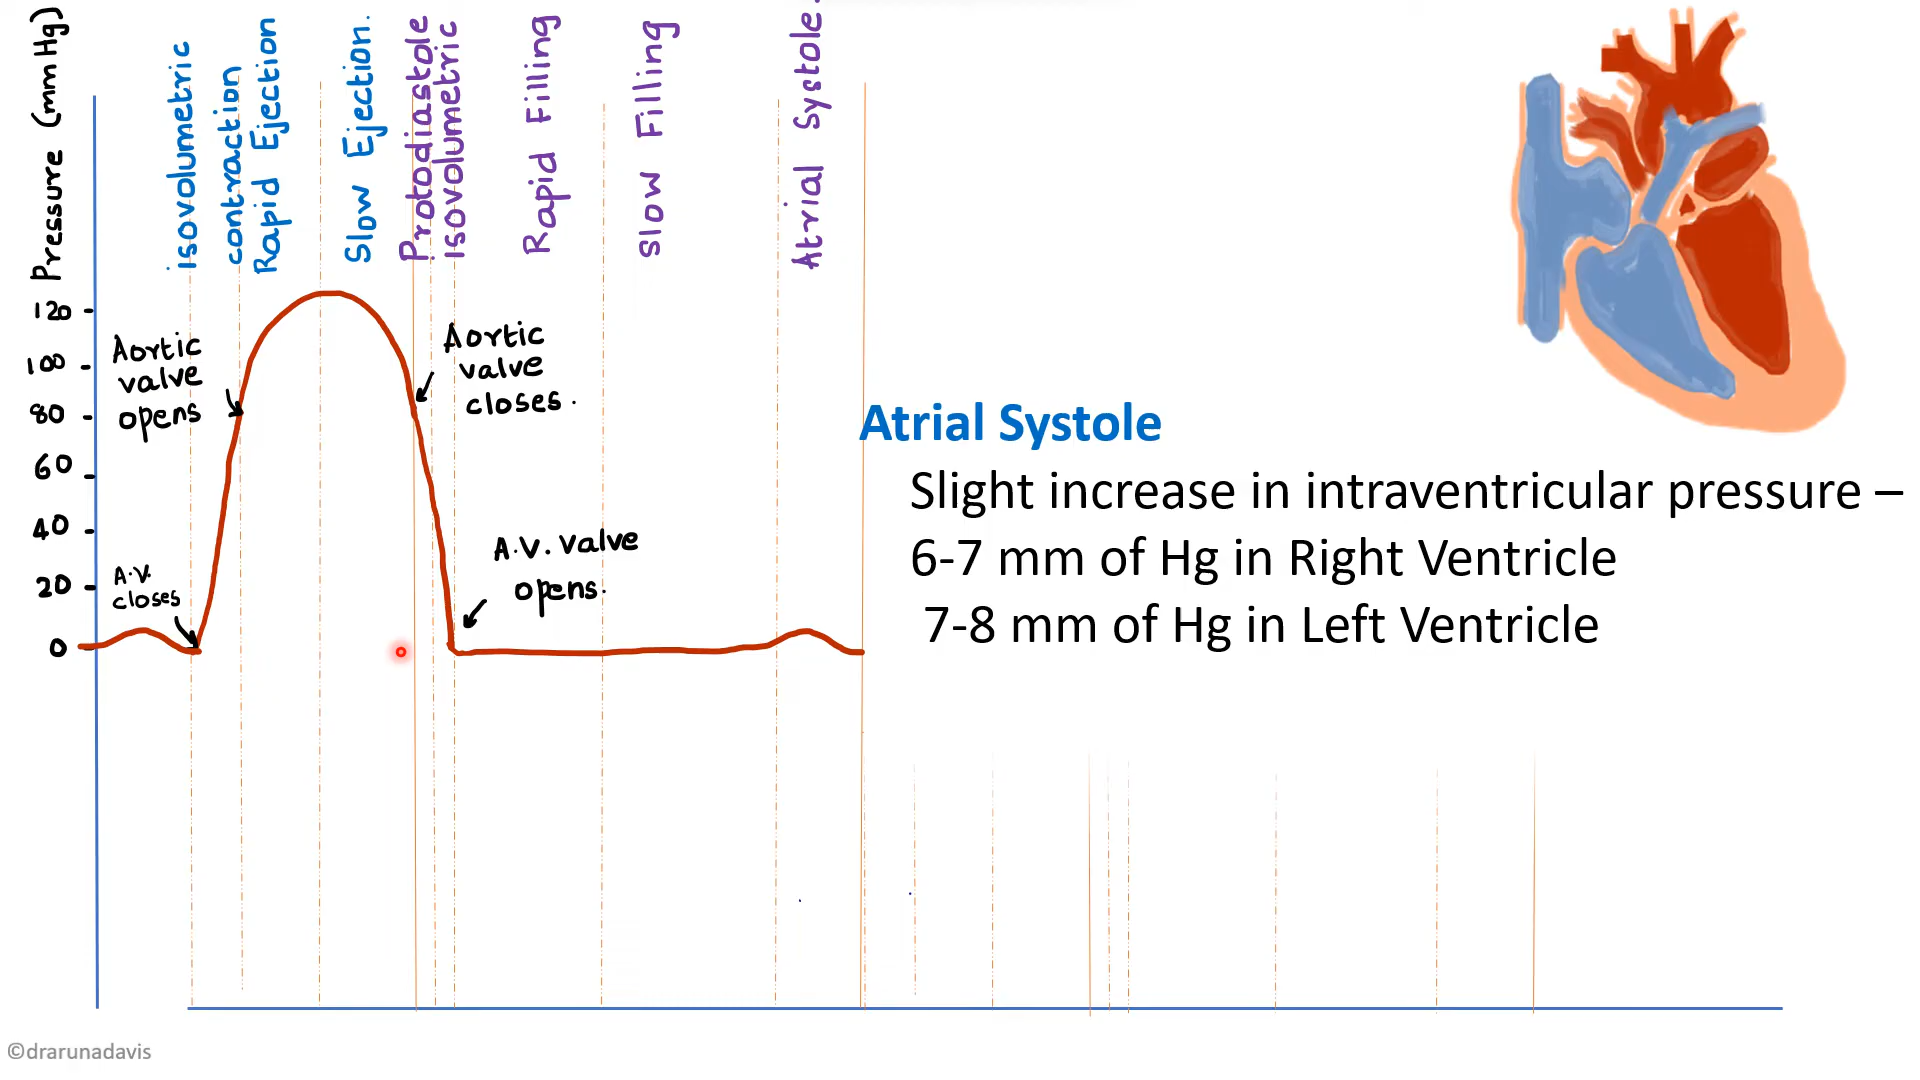 Pressure (mmHg)
isovolumetric
contraction
Rapid Ejection
Slow Ejection.
Protodiastole
isovolumetric
Rapid Filling
Slow Filling
Atrial Systole.
120
100
80
60
40
20
0
Aortic
valve
opens
Aortic
valve
closes.
A.V.
closes
A.V. valve
opens.
Atrial Systole
Slight increase in intraventricular pressure –
6-7 mm of Hg in Right Ventricle
7-8 mm of Hg in Left Ventricle
©drarunadavis